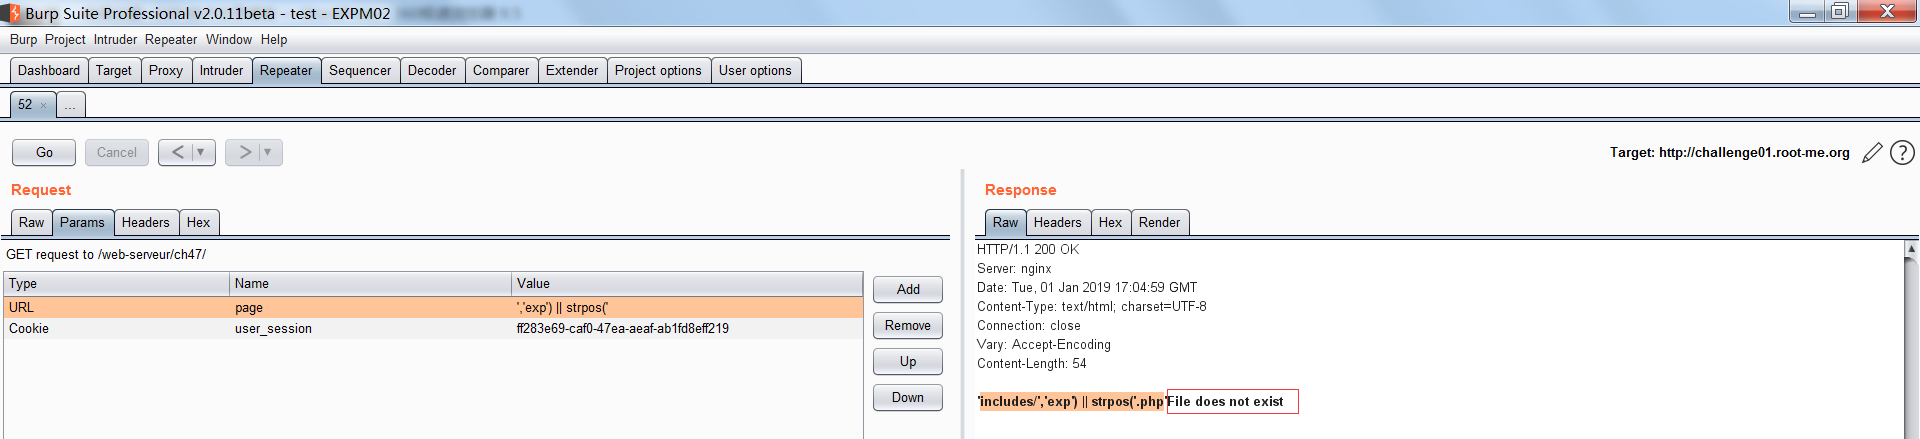 Burp Suite Professional v2.0.11beta - test - EXPM02
Burp Project Intruder Repeater Window Help
Dashboard Target Proxy Intruder Repeater Sequencer Decoder Comparer Extender Project options User options
52 × ...
Go Cancel < ▼ > ▼ Target: http://challenge01.root-me.org ?
Request
Raw Params Headers Hex
GET request to /web-serveur/ch47/
Type Name Value
URL page ','exp') || strpos('
Cookie user_session ff283e69-caf0-47ea-aeaf-ab1fd8eff219
Add
Remove
Up
Down
Response
Raw Headers Hex Render
HTTP/1.1 200 OK
Server: nginx
Date: Tue, 01 Jan 2019 17:04:59 GMT
Content-Type: text/html; charset=UTF-8
Connection: close
Vary: Accept-Encoding
Content-Length: 54
'includes/','exp') || strpos('.php'File does not exist